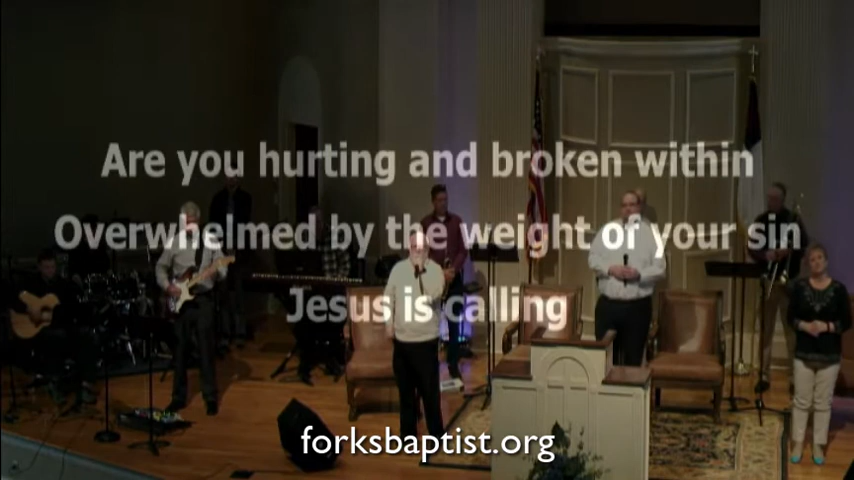 Are you hurting and broken within
Overwhelmed by the weight of your sin
Jesus is calling
forksbaptist.org